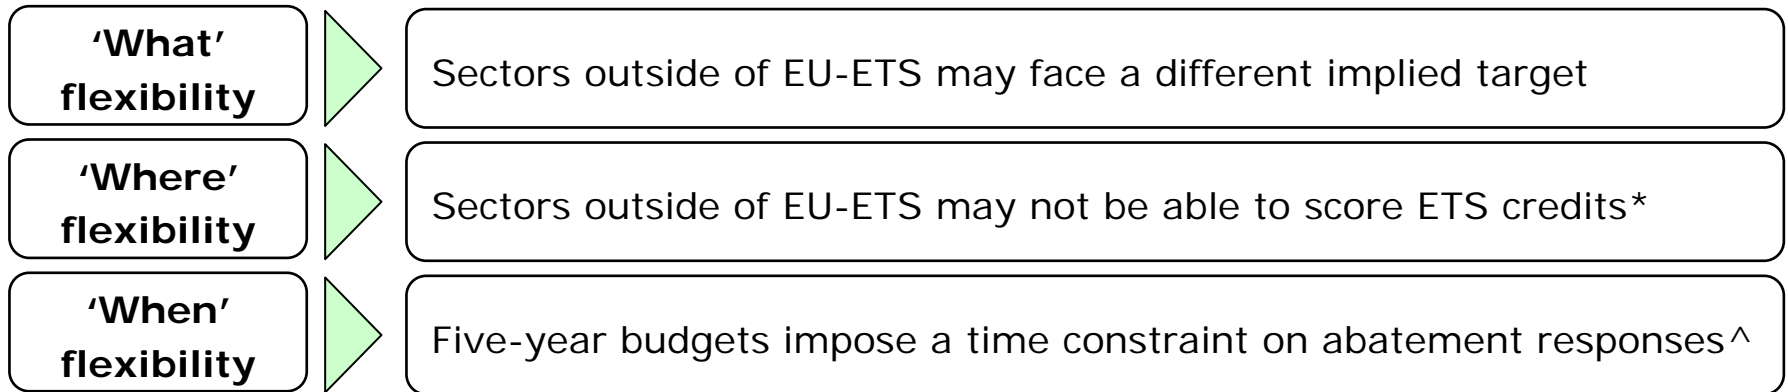 ‘What’
flexibility
Sectors outside of EU-ETS may face a different implied target
‘Where’
flexibility
Sectors outside of EU-ETS may not be able to score ETS credits*
‘When’
flexibility
Five-year budgets impose a time constraint on abatement responses^